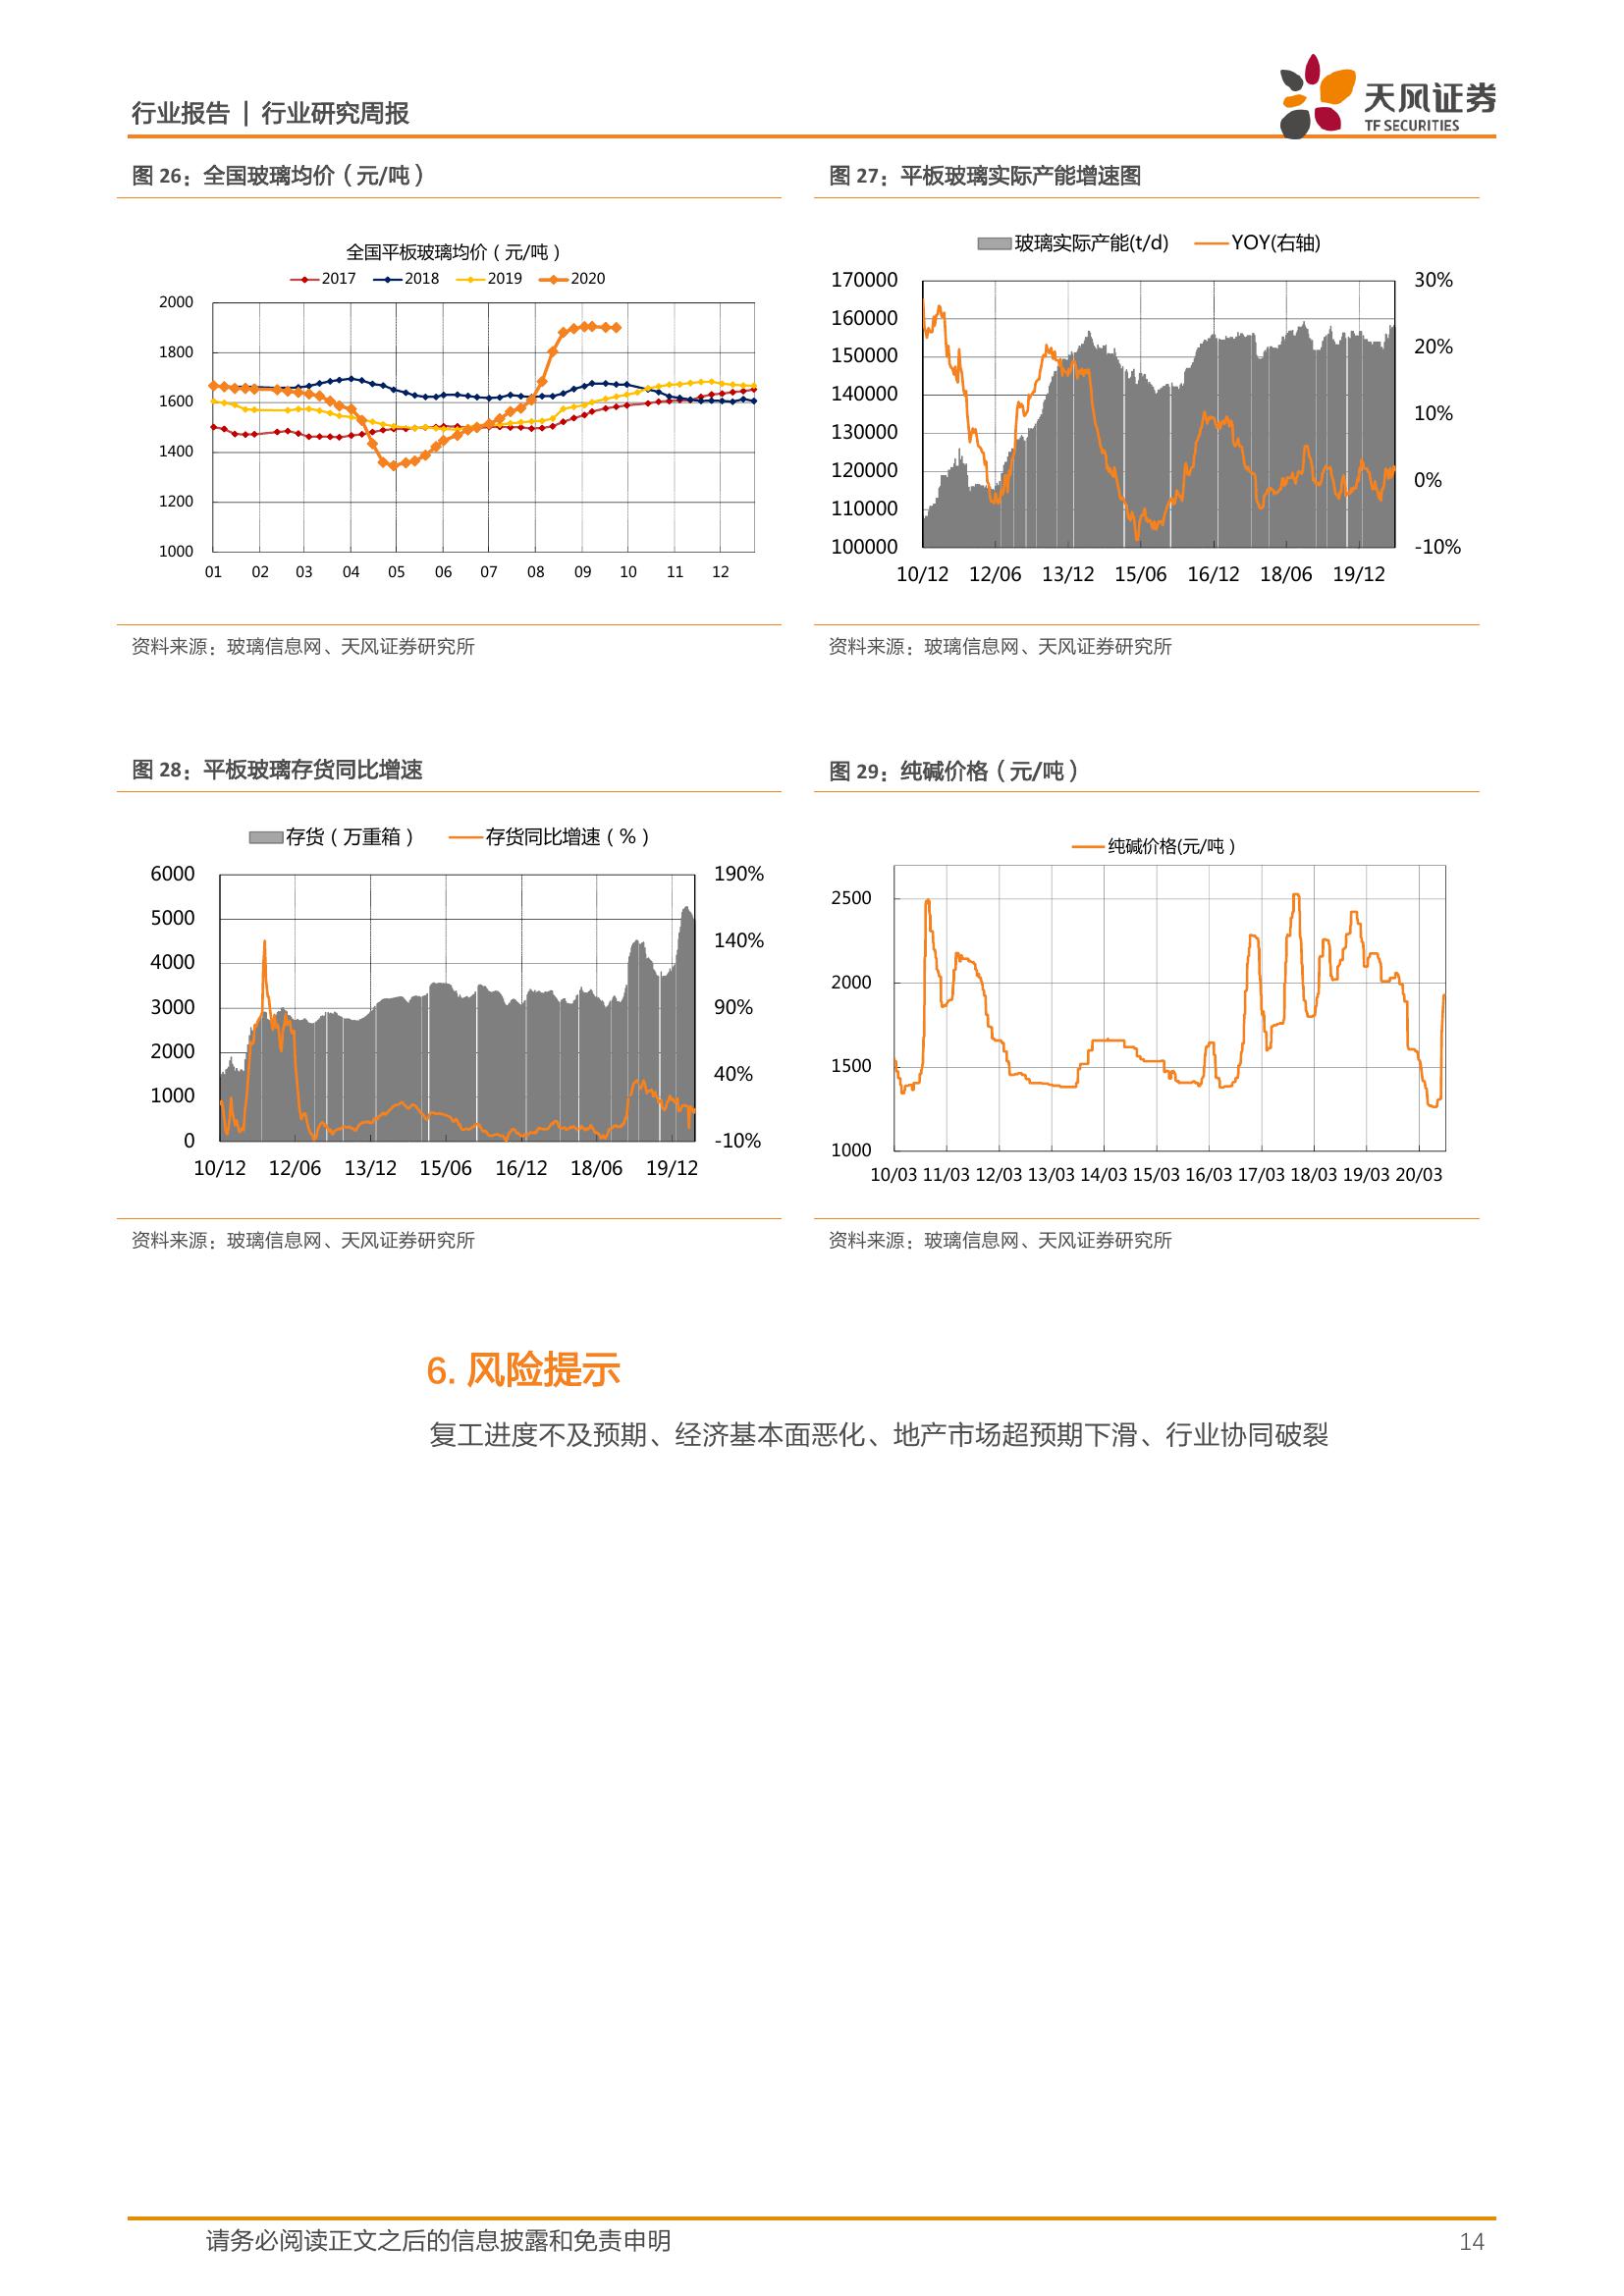 行业报告 | 行业研究周报
天风证券
TF SECURITIES
图 26：全国玻璃均价（元/吨）
全国平板玻璃均价（元/吨）
2017 2018 2019 2020
2000
1800
1600
1400
1200
1000
01 02 03 04 05 06 07 08 09 10 11 12
资料来源：玻璃信息网、天风证券研究所
图 27：平板玻璃实际产能增速图
玻璃实际产能(t/d) YOY(右轴)
170000 30%
160000
150000 20%
140000
130000 10%
120000 0%
110000
100000 -10%
10/12 12/06 13/12 15/06 16/12 18/06 19/12
资料来源：玻璃信息网、天风证券研究所
图 28：平板玻璃存货同比增速
存货（万重箱） 存货同比增速（%）
6000 190%
5000
4000 140%
3000 90%
2000
1000 40%
0 -10%
10/12 12/06 13/12 15/06 16/12 18/06 19/12
资料来源：玻璃信息网、天风证券研究所
图 29：纯碱价格（元/吨）
纯碱价格(元/吨）
2500
2000
1500
1000
10/03 11/03 12/03 13/03 14/03 15/03 16/03 17/03 18/03 19/03 20/03
资料来源：玻璃信息网、天风证券研究所
6. 风险提示
复工进度不及预期、经济基本面恶化、地产市场超预期下滑、行业协同破裂
请务必阅读正文之后的信息披露和免责申明 14